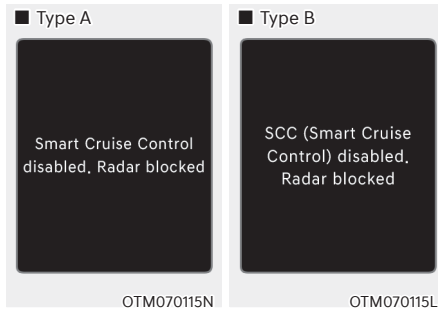 ■ Type A
Smart Cruise Control
disabled. Radar blocked
OTM070115N
■ Type B
SCC (Smart Cruise
Control) disabled.
Radar blocked
OTM070115L